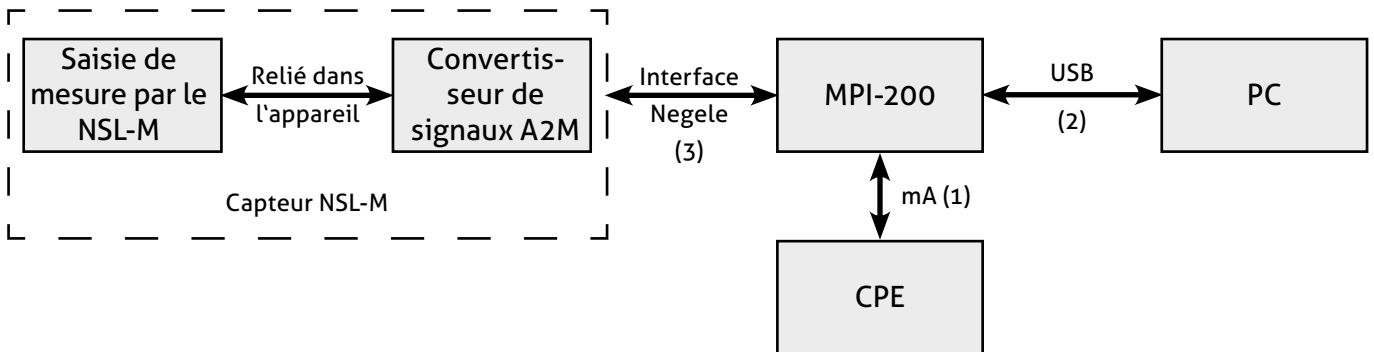 Saisie de
mesure par le
NSL-M
Relié dans
l'appareil
Convertis-
seur de
signaux A2M
Capteur NSL-M
Interface
Negele
(3)
MPI-200
USB
(2)
PC
mA (1)
CPE